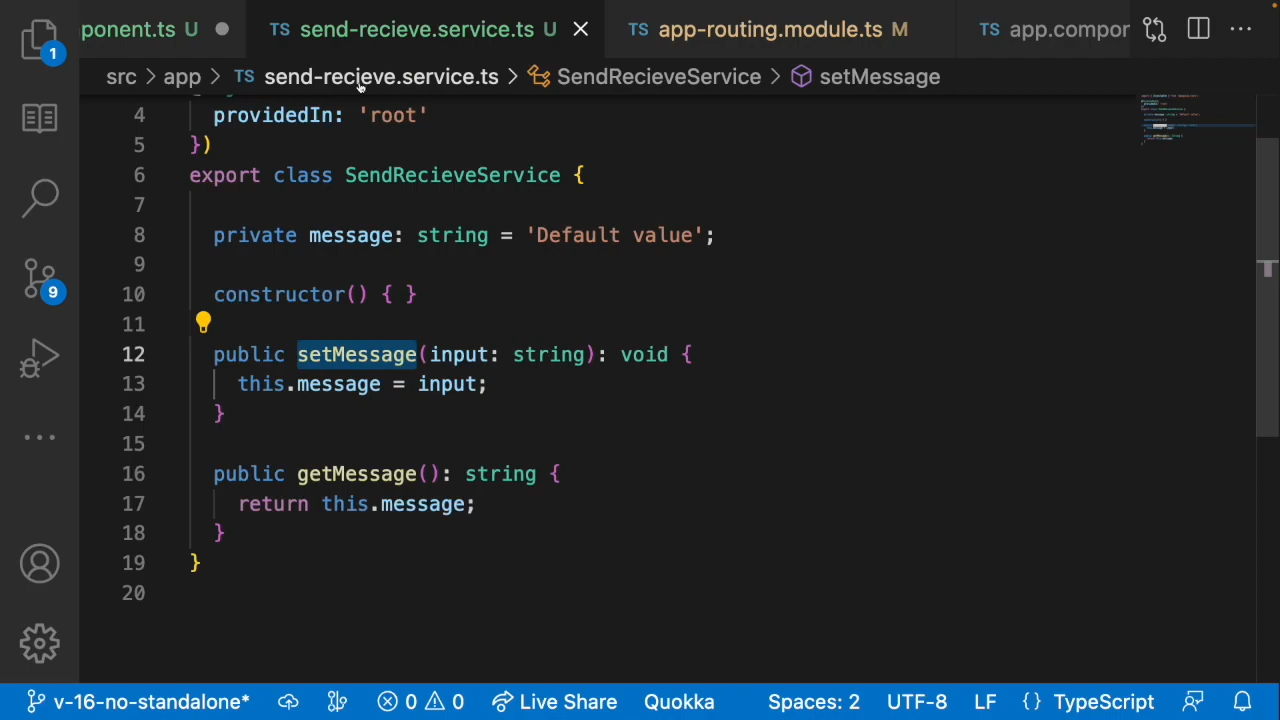 ponent.ts U
TS send-recieve.service.ts U
TS app-routing.module.ts M
TS app.compor
1
src > app > TS send-recieve.service.ts > SendRecieveService > setMessage
4 providedIn: 'root'
5 })
6 export class SendRecieveService {
7
8 private message: string = 'Default value';
9
10 constructor() { }
11
12 public setMessage(input: string): void {
13 this.message = input;
14 }
15
16 public getMessage(): string {
17 return this.message;
18 }
19 }
20
9
v-16-no-standalone* 0 0 Live Share Quokka Spaces: 2 UTF-8 LF {} TypeScript